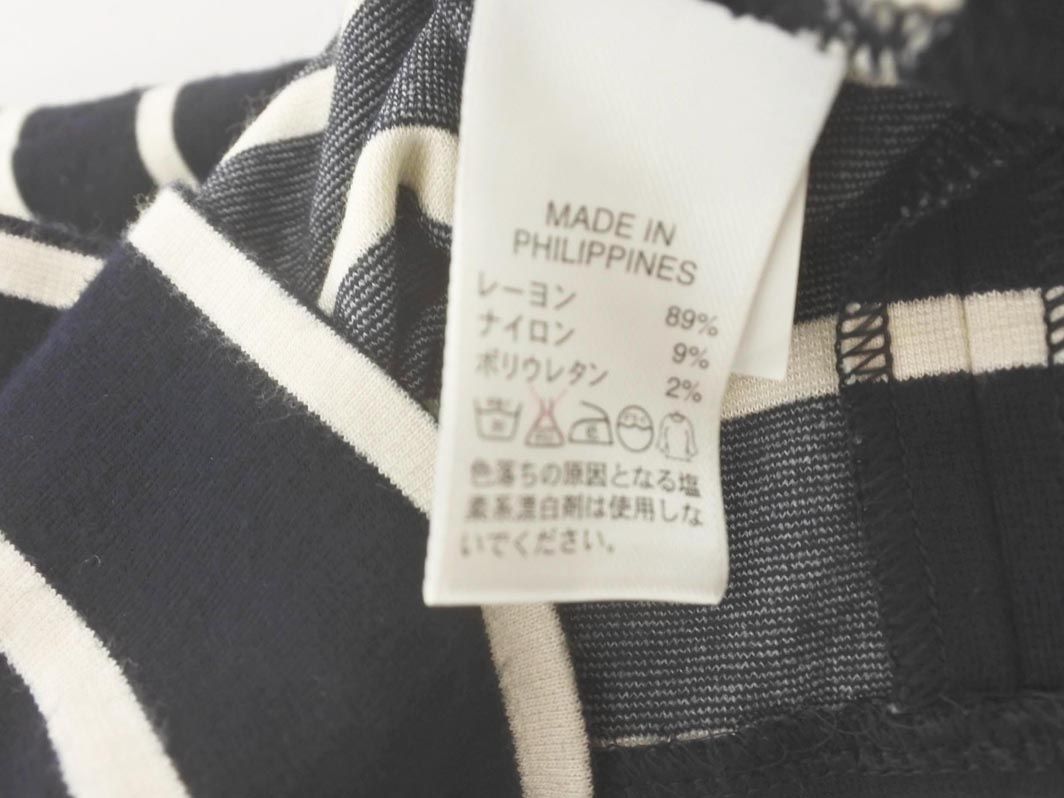 MADE IN
PHILIPPINES
レーヨン 89%
ナイロン 9%
ポリウレタン 2%
色落ちの原因となる塩
素系漂白剤は使用しな
いでください。